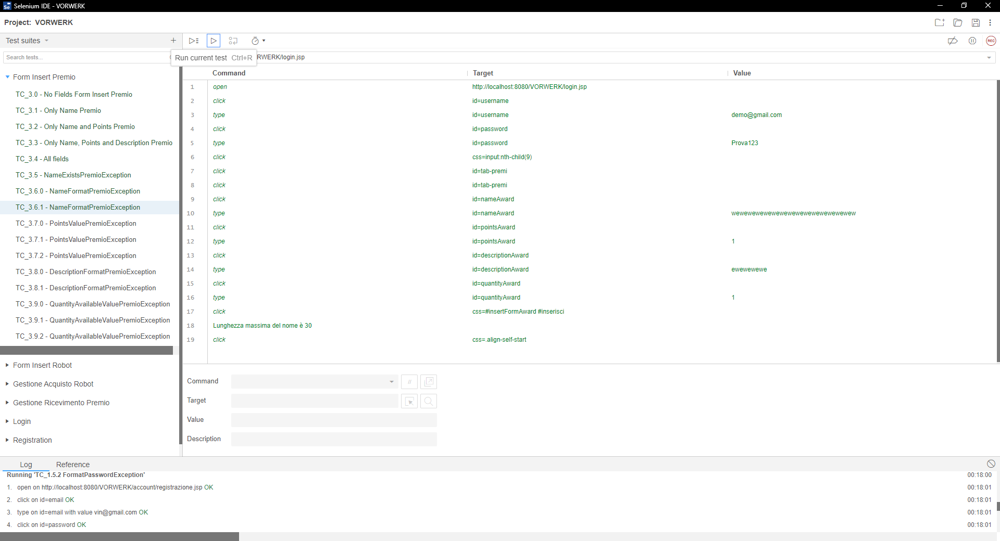 Selenium IDE - VORWERK
Project: VORWERK
Test suites
Run current test Ctrl+R
Search tests...
RWERK/login.jsp
Command Target Value
Form Insert Premio
TC_3.0 - No Fields Form Insert Premio
TC_3.1 - Only Name Premio
TC_3.2 - Only Name and Points Premio
TC_3.3 - Only Name, Points and Description Premio
TC_3.4 - All fields
TC_3.5 - NameExistsPremioException
TC_3.6.0 - NameFormatPremioException
TC_3.6.1 - NameFormatPremioException
TC_3.7.0 - PointsValuePremioException
TC_3.7.1 - PointsValuePremioException
TC_3.7.2 - PointsValuePremioException
TC_3.8.0 - DescriptionFormatPremioException
TC_3.8.1 - DescriptionFormatPremioException
TC_3.9.0 - QuantityAvailableValuePremioException
TC_3.9.1 - QuantityAvailableValuePremioException
TC_3.9.2 - QuantityAvailableValuePremioException
Form Insert Robot
Gestione Acquisto Robot
Gestione Ricevimento Premio
Login
Registration
1 open http://localhost:8080/VORWERK/login.jsp
2 click id=username
3 type id=username demo@gmail.com
4 click id=password
5 type id=password Prova123
6 click css=input:nth-child(9)
7 click id=tab-premi
8 click id=tab-premi
9 click id=nameAward
10 type id=nameAward wewewewewewewewewewewewewewewew
11 click id=pointsAward
12 type id=pointsAward 1
13 click id=descriptionAward
14 type id=descriptionAward ewewewewe
15 click id=quantityAward
16 type id=quantityAward 1
17 click css=#insertFormAward #inserisci
18 Lunghezza massima del nome è 30
19 click css=.align-self-start
Command //
Target
Value
Description
REC
Log Reference
Running 'TC_1.5.2 FormatPasswordException' 00:18:00
1. open on http://localhost:8080/VORWERK/account/registrazione.jsp OK 00:18:01
2. click on id=email OK 00:18:01
3. type on id=email with value vin@gmail.com OK 00:18:01
4. click on id=password OK 00:18:01